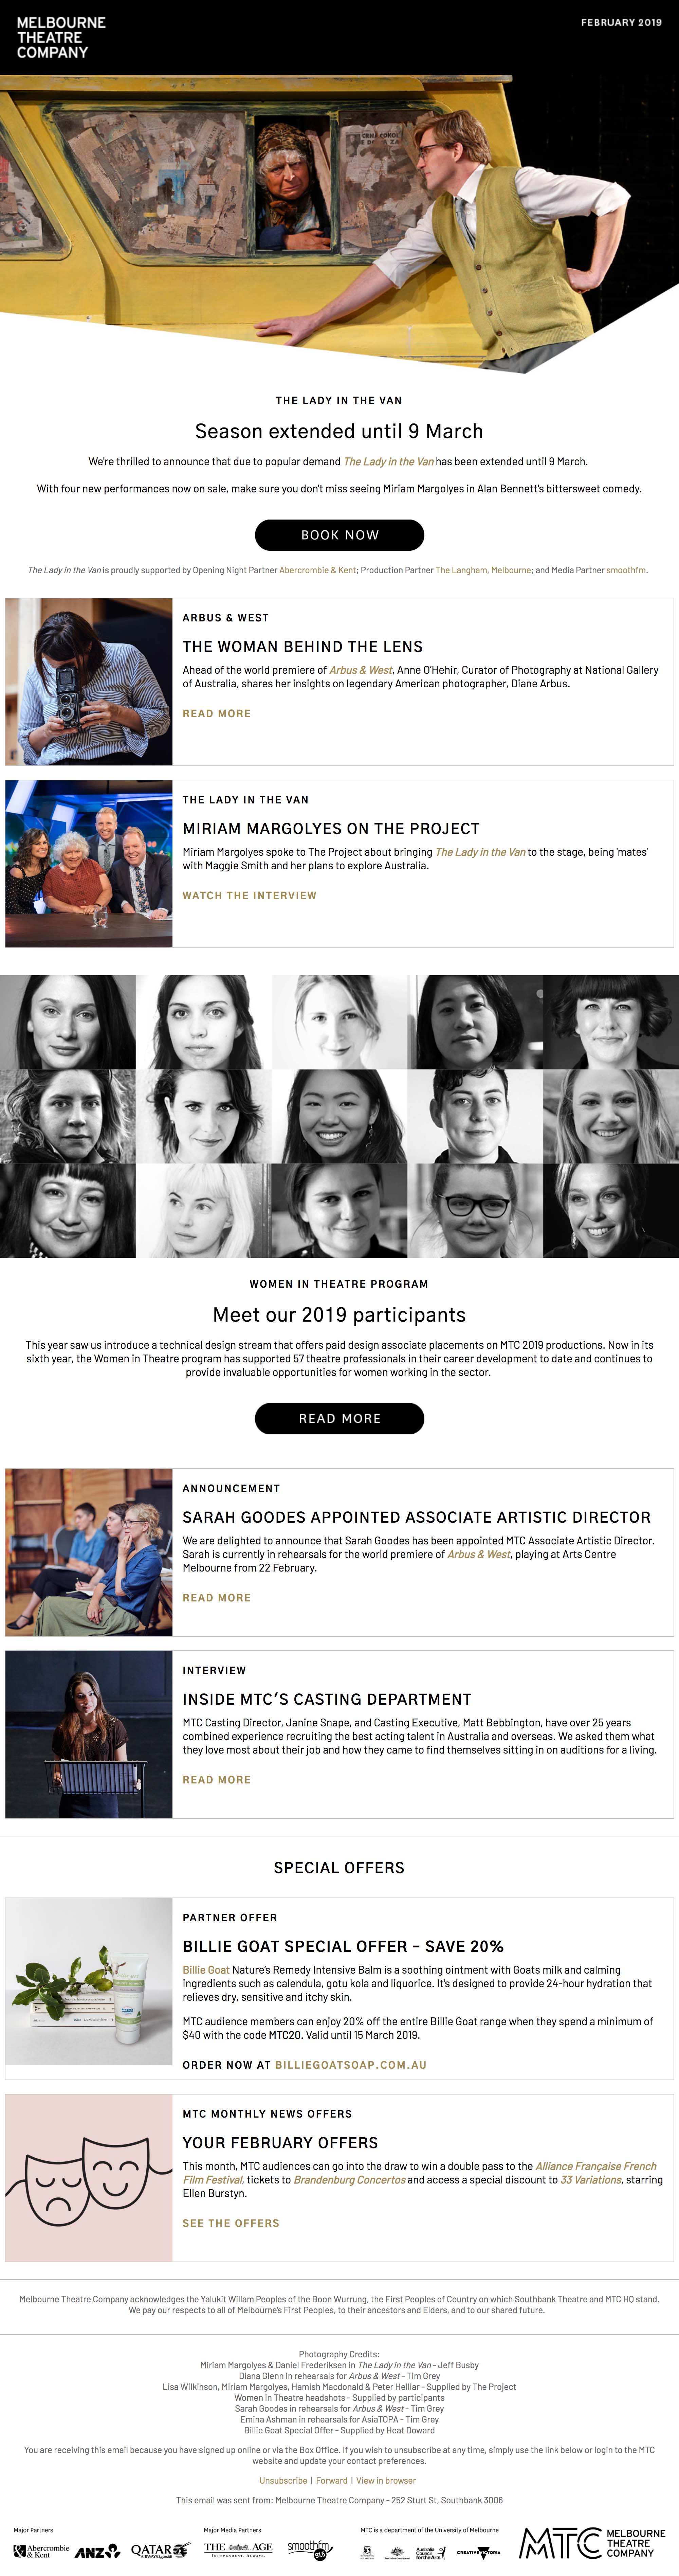 MELBOURNE
THEATRE
COMPANY
FEBRUARY 2019
THE LADY IN THE VAN
Season extended until 9 March
We're thrilled to announce that due to popular demand The Lady in the Van has been extended until 9 March.
With four new performances now on sale, make sure you don't miss seeing Miriam Margolyes in Alan Bennett's bittersweet comedy.
BOOK NOW
The Lady in the Van is proudly supported by Opening Night Partner Abercrombie & Kent; Production Partner The Langham, Melbourne; and Media Partner smoothfm.
ARBUS & WEST
THE WOMAN BEHIND THE LENS
Ahead of the world premiere of Arbus & West, Anne O'Hehir, Curator of Photography at National Gallery
of Australia, shares her insights on legendary American photographer, Diane Arbus.
READ MORE
THE LADY IN THE VAN
MIRIAM MARGOLYES ON THE PROJECT
Miriam Margolyes spoke to The Project about bringing The Lady in the Van to the stage, being 'mates'
with Maggie Smith and her plans to explore Australia.
WATCH THE INTERVIEW
WOMEN IN THEATRE PROGRAM
Meet our 2019 participants
This year saw us introduce a technical design stream that offers paid design associate placements on MTC 2019 productions. Now in its
sixth year, the Women in Theatre program has supported 57 theatre professionals in their career development to date and continues to
provide invaluable opportunities for women working in the sector.
READ MORE
ANNOUNCEMENT
SARAH GOODES APPOINTED ASSOCIATE ARTISTIC DIRECTOR
We are delighted to announce that Sarah Goodes has been appointed MTC Associate Artistic Director.
Sarah is currently in rehearsals for the world premiere of Arbus & West, playing at Arts Centre
Melbourne from 22 February.
READ MORE
INTERVIEW
INSIDE MTC'S CASTING DEPARTMENT
MTC Casting Director, Janine Snape, and Casting Executive, Matt Bebbington, have over 25 years
combined experience recruiting the best acting talent in Australia and overseas. We asked them what
they love most about their job and how they came to find themselves sitting in on auditions for a living.
READ MORE
SPECIAL OFFERS
PARTNER OFFER
BILLIE GOAT SPECIAL OFFER – SAVE 20%
Billie Goat Nature's Remedy Intensive Balm is a soothing ointment with Goats milk and calming
ingredients such as calendula, gotu kola and liquorice. It's designed to provide 24-hour hydration that
relieves dry, sensitive and itchy skin.
MTC audience members can enjoy 20% off the entire Billie Goat range when they spend a minimum of
$40 with the code MTC20. Valid until 15 March 2019.
ORDER NOW AT BILLIEGOATSOAP.COM.AU
MTC MONTHLY NEWS OFFERS
YOUR FEBRUARY OFFERS
This month, MTC audiences can go into the draw to win a double pass to the Alliance Française French
Film Festival, tickets to Brandenburg Concertos and access a special discount to 33 Variations, starring
Ellen Burstyn.
SEE THE OFFERS
Melbourne Theatre Company acknowledges the Yalukit Willam Peoples of the Boon Wurrung, the First Peoples of Country on which Southbank Theatre and MTC HQ stand.
We pay our respects to all of Melbourne's First Peoples, to their ancestors and Elders, and to our shared future.
Photography Credits:
Miriam Margolyes & Daniel Frederiksen in The Lady in the Van - Jeff Busby
Diana Glenn in rehearsals for Arbus & West - Tim Grey
Lisa Wilkinson, Miriam Margolyes, Hamish Macdonald & Peter Helliar - Supplied by The Project
Women in Theatre headshots - Supplied by participants
Sarah Goodes in rehearsals for Arbus & West - Tim Grey
Emina Ashman in rehearsals for AsiaTOPA - Tim Grey
Billie Goat Special Offer - Supplied by Heat Doward
You are receiving this email because you have signed up online or via the Box Office. If you wish to unsubscribe at any time, simply use the link below or login to the MTC
website and update your contact preferences.
Unsubscribe | Forward | View in browser
This email was sent from: Melbourne Theatre Company - 252 Sturt St, Southbank 3006
Major Partners
Major Media Partners
MTC is a department of the University of Melbourne
Abercrombie
& Kent
ANZ
QATAR
AIRWAYS
THE AGE
INDEPENDENT. ALWAYS.
smoothfm
91.5
Australia
Council
for the Arts
CREATIVE VICTORIA
MTC
MELBOURNE
THEATRE
COMPANY